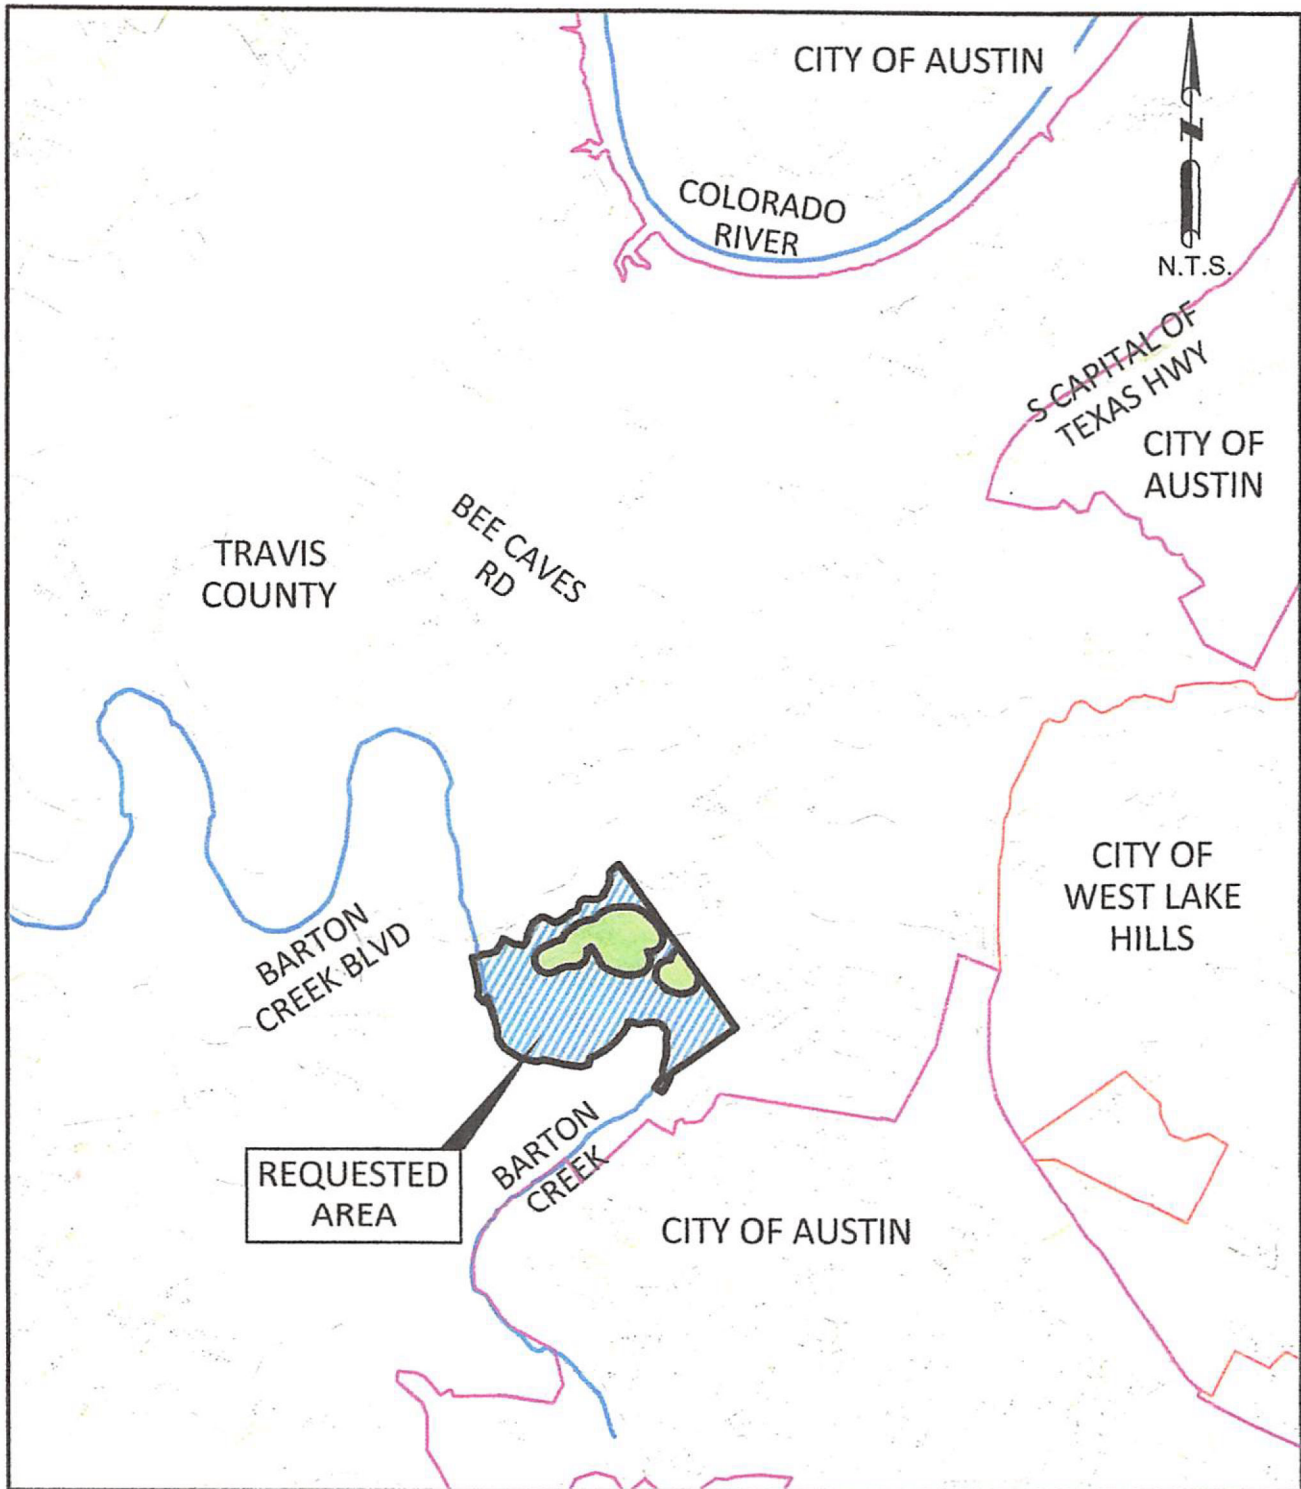 CITY OF AUSTIN
COLORADO
RIVER
N
N.T.S.
S CAPITAL OF
TEXAS HWY
CITY OF
AUSTIN
BEE CAVES
RD
TRAVIS
COUNTY
CITY OF
WEST LAKE
HILLS
BARTON
CREEK BLVD
BARTON
CREEK
REQUESTED
AREA
CITY OF AUSTIN